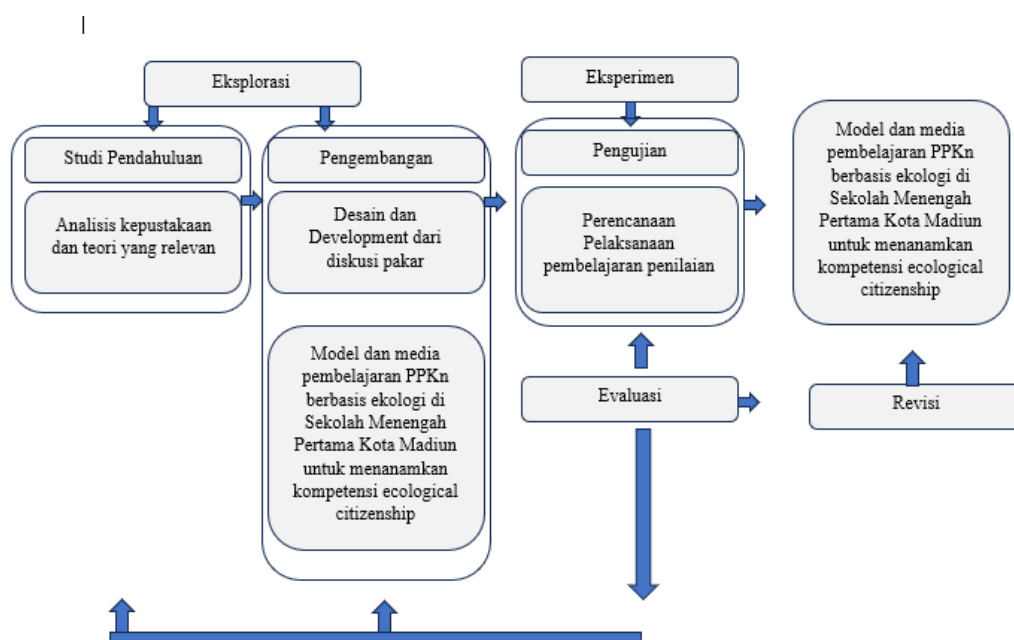 Eksplorasi
Eksperimen
Studi Pendahuluan
Analisis kepustakaan
dan teori yang relevan
Pengembangan
Desain dan
Development dari
diskusi pakar
Model dan media
pembelajaran PPKn
berbasis ekologi di
Sekolah Menengah
Pertama Kota Madiun
untuk menanamkan
kompetensi ecological
citizenship
Pengujian
Perencanaan
Pelaksanaan
pembelajaran penilaian
Evaluasi
Model dan media
pembelajaran PPKn
berbasis ekologi di
Sekolah Menengah
Pertama Kota Madiun
untuk menanamkan
kompetensi ecological
citizenship
Revisi